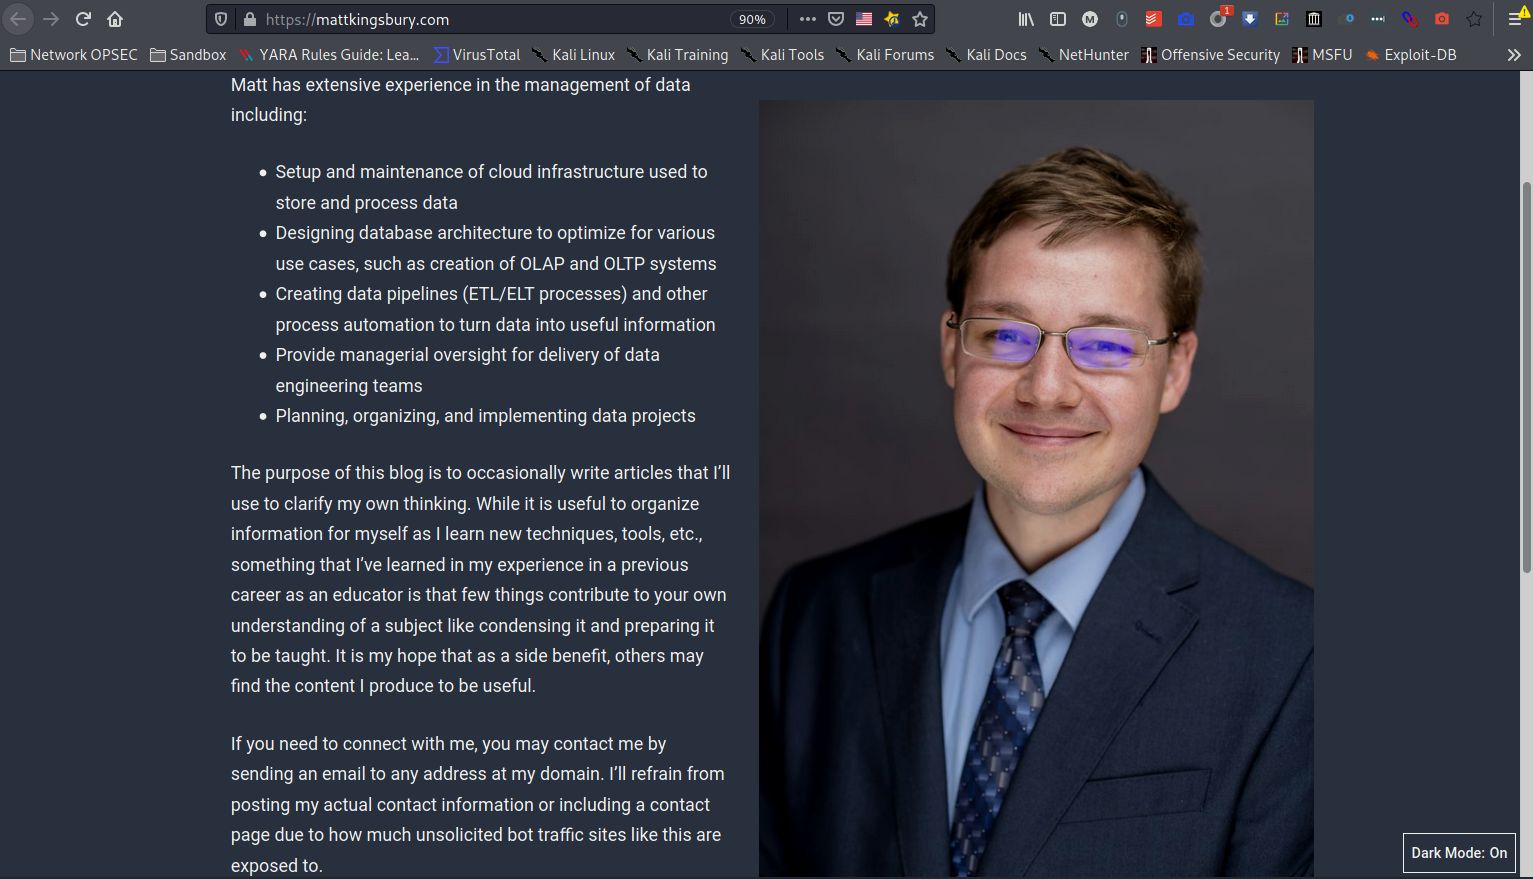 https://mattkingsbury.com
90%
1
Network OPSEC
Sandbox
YARA Rules Guide: Lea...
VirusTotal
Kali Linux
Kali Training
Kali Tools
Kali Forums
Kali Docs
NetHunter
Offensive Security
MSFU
Exploit-DB
Matt has extensive experience in the management of data
including:
• Setup and maintenance of cloud infrastructure used to
store and process data
• Designing database architecture to optimize for various
use cases, such as creation of OLAP and OLTP systems
• Creating data pipelines (ETL/ELT processes) and other
process automation to turn data into useful information
• Provide managerial oversight for delivery of data
engineering teams
• Planning, organizing, and implementing data projects
The purpose of this blog is to occasionally write articles that I’ll
use to clarify my own thinking. While it is useful to organize
information for myself as I learn new techniques, tools, etc.,
something that I’ve learned in my experience in a previous
career as an educator is that few things contribute to your own
understanding of a subject like condensing it and preparing it
to be taught. It is my hope that as a side benefit, others may
find the content I produce to be useful.
If you need to connect with me, you may contact me by
sending an email to any address at my domain. I’ll refrain from
posting my actual contact information or including a contact
page due to how much unsolicited bot traffic sites like this are
exposed to.
Dark Mode: On